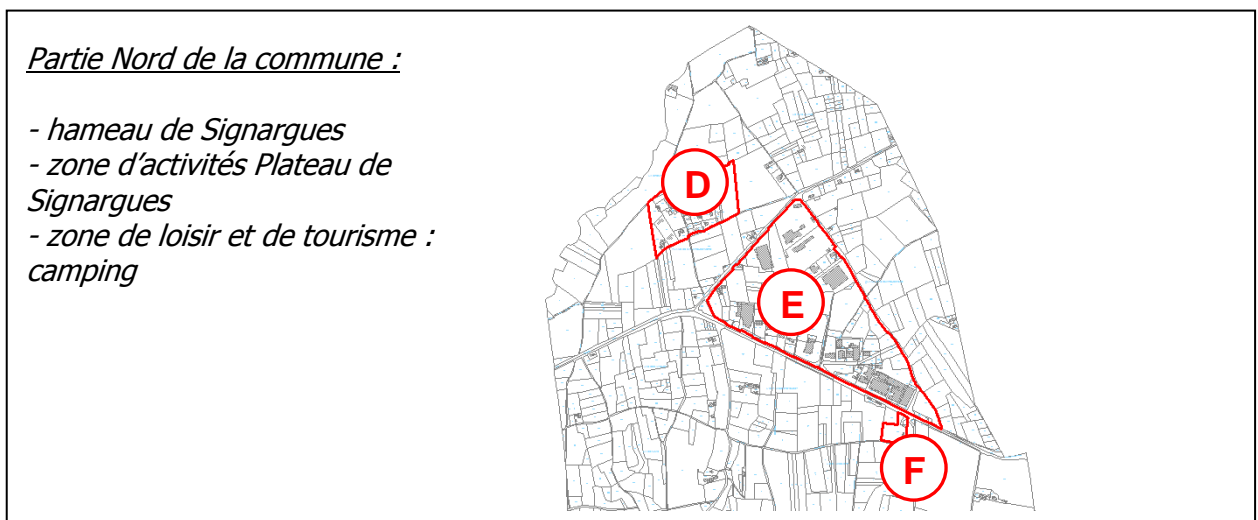 Partie Nord de la commune :
- hameau de Signargues
- zone d'activités Plateau de
Signargues
- zone de loisir et de tourisme :
camping
D
E
F